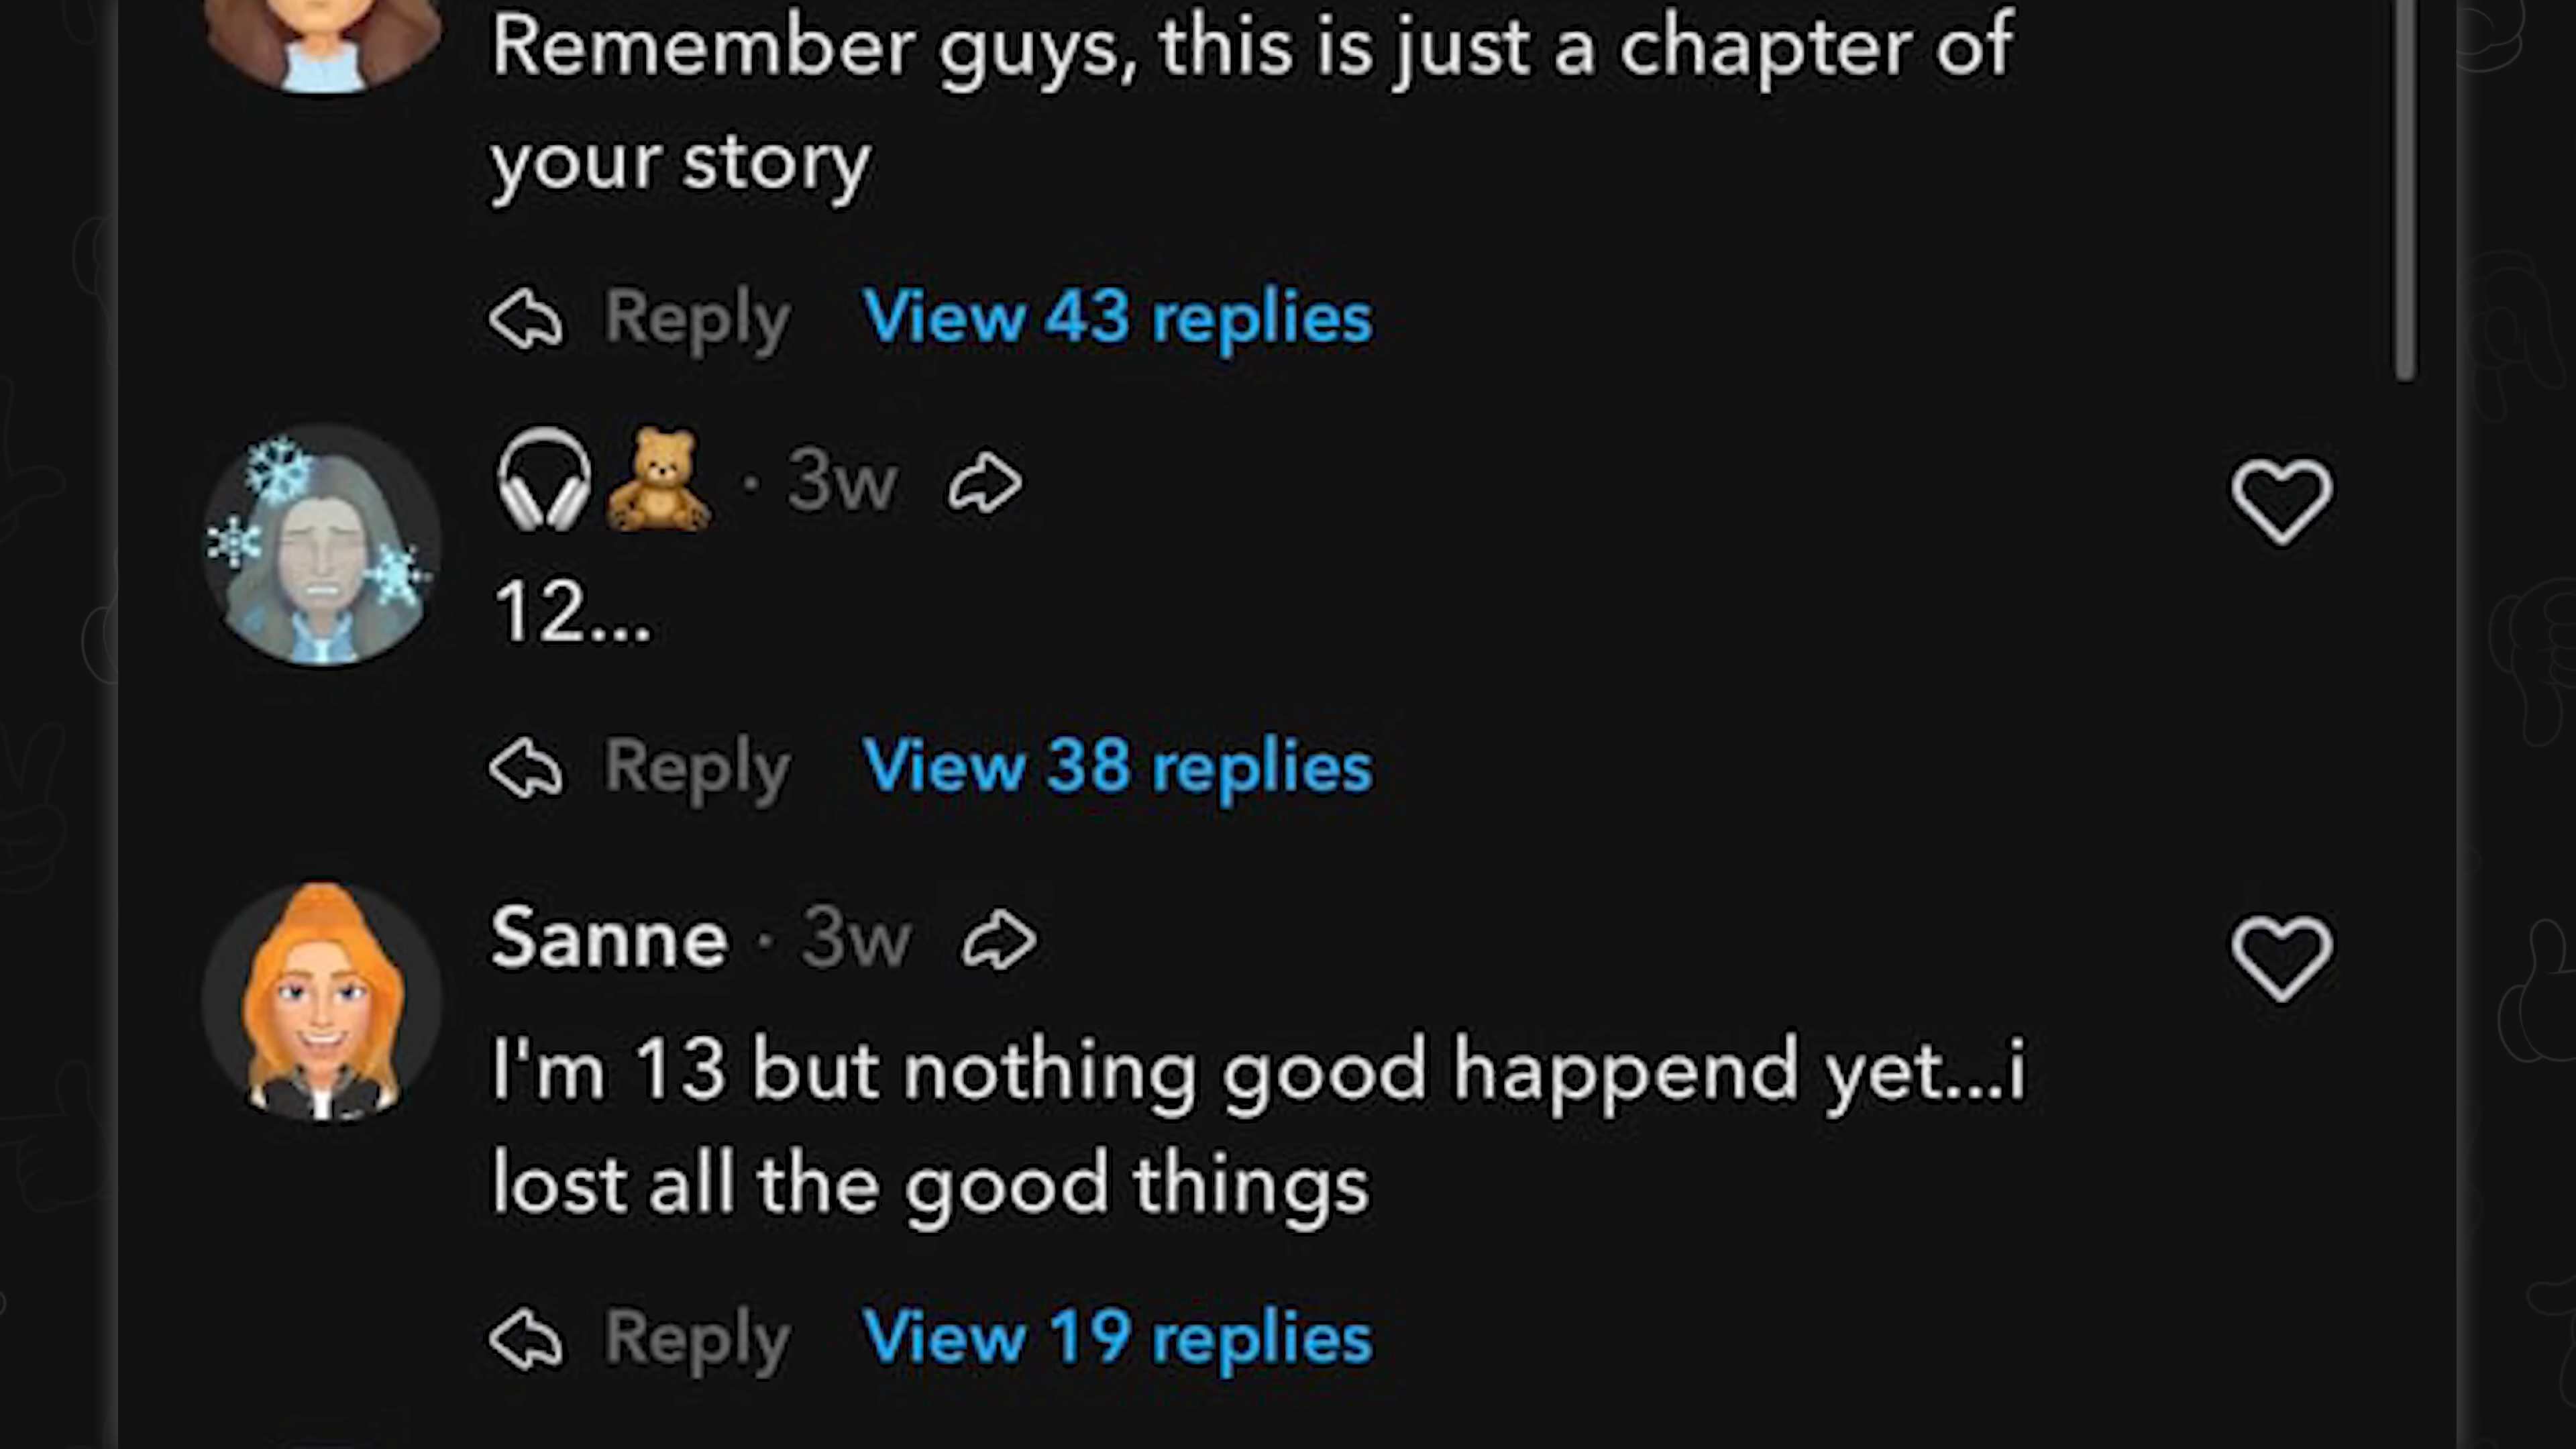 Remember guys, this is just a chapter of
your story
Reply View 43 replies
🎧🧸 · 3w
12...
Reply View 38 replies
Sanne · 3w
I'm 13 but nothing good happend yet...i
lost all the good things
Reply View 19 replies